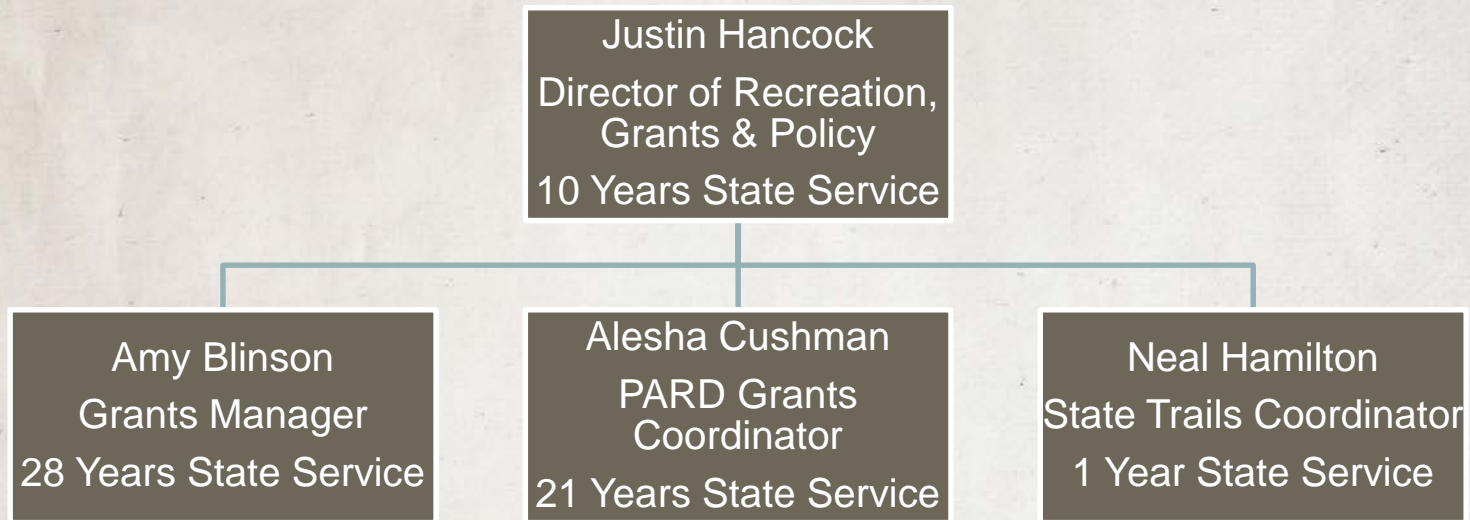 Justin Hancock
Director of Recreation,
Grants & Policy
10 Years State Service
Amy Blinson
Grants Manager
28 Years State Service
Alesha Cushman
PARD Grants
Coordinator
21 Years State Service
Neal Hamilton
State Trails Coordinator
1 Year State Service